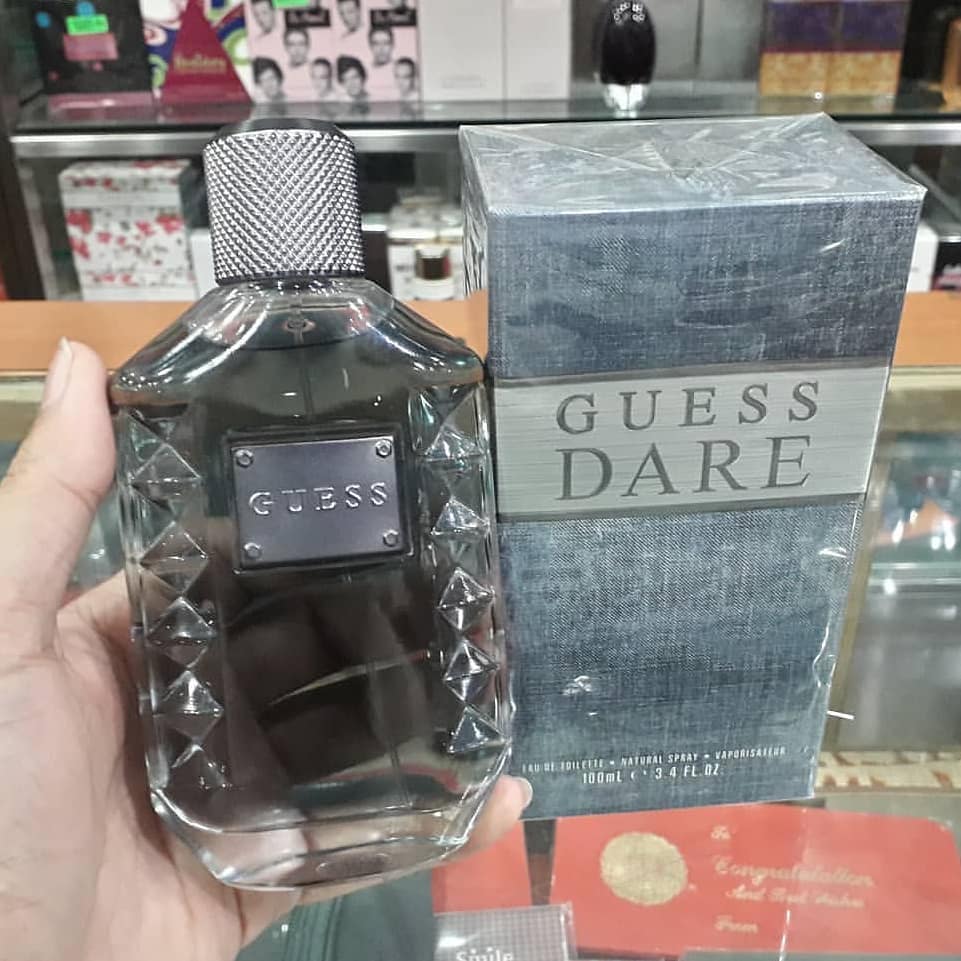 GUESS
GUESS
DARE
EAU DE TOILETTE • NATURAL SPRAY • VAPORISATEUR
100mL ℮ 3.4 FL.OZ.
To
Congratulation
And Best Wishes
From
Smile